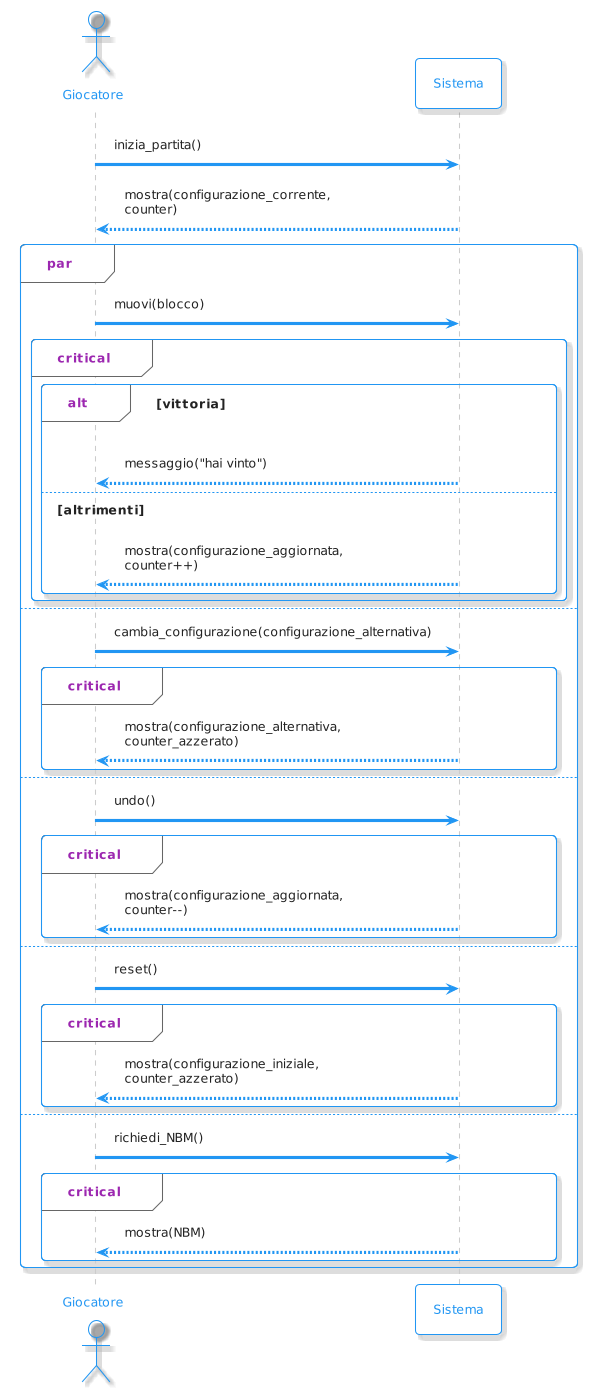 Giocatore
Sistema
inizia_partita()
mostra(configurazione_corrente,
counter)
par
muovi(blocco)
critical
alt [vittoria]
messaggio("hai vinto")
[altrimenti]
mostra(configurazione_aggiornata,
counter++)
cambia_configurazione(configurazione_alternativa)
critical
mostra(configurazione_alternativa,
counter_azzerato)
undo()
critical
mostra(configurazione_aggiornata,
counter--)
reset()
critical
mostra(configurazione_iniziale,
counter_azzerato)
richiedi_NBM()
critical
mostra(NBM)
Giocatore
Sistema